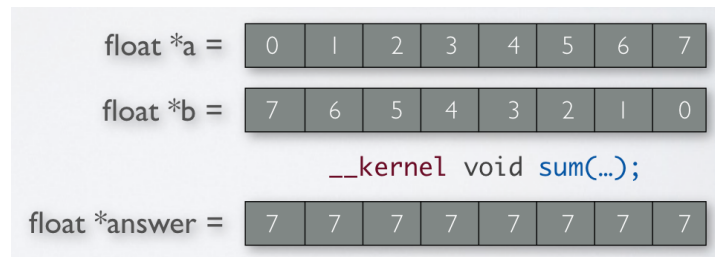 float *a = 0 1 2 3 4 5 6 7
float *b = 7 6 5 4 3 2 1 0
__kernel void sum(…);
float *answer = 7 7 7 7 7 7 7 7